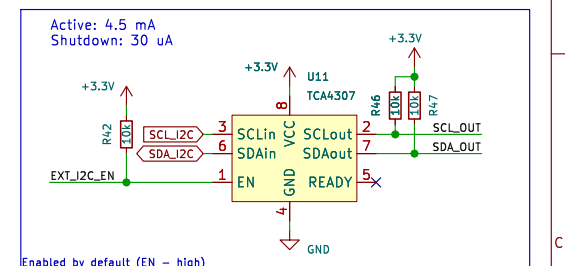 Active: 4.5 mA
Shutdown: 30 uA
+3.3V
+3.3V
+3.3V
U11
TCA4307
R42
10k
R46
10k
R47
10k
8
VCC
SCL_I2C
3
SCLin
SCLout
2
SCL_OUT
SDA_I2C
6
SDAin
SDAout
7
SDA_OUT
EXT_I2C_EN
1
EN
GND
READY
5
4
GND
C
Enabled by default (EN - high)